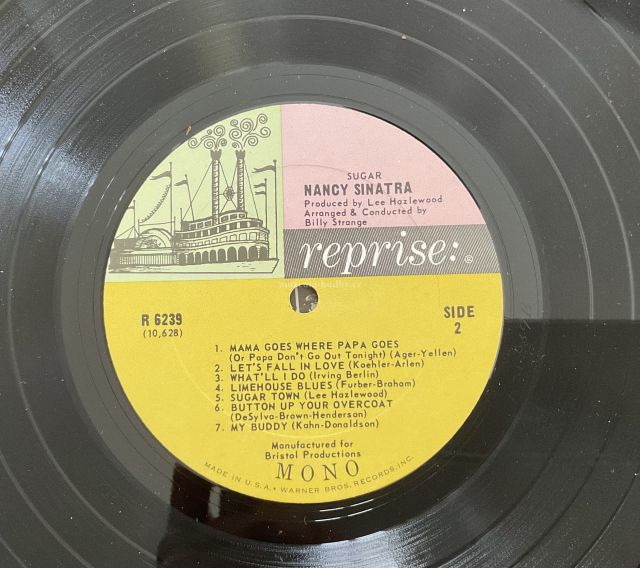 SUGAR
NANCY SINATRA
Produced by Lee Hazlewood
Arranged & Conducted by
Billy Strange
reprise:®
R 6239
(10,628)
SIDE
2
1. MAMA GOES WHERE PAPA GOES
(Or Papa Don't Go Out Tonight) (Ager-Yellen)
2. LET'S FALL IN LOVE (Koehler-Arlen)
3. WHAT'LL I DO (Irving Berlin)
4. LIMEHOUSE BLUES (Furber-Braham)
5. SUGAR TOWN (Lee Hazlewood)
6. BUTTON UP YOUR OVERCOAT
(DeSylva-Brown-Henderson)
7. MY BUDDY (Kahn-Donaldson)
Manufactured for
Bristol Productions
MONO
MADE IN U.S.A. • WARNER BROS. RECORDS, INC.